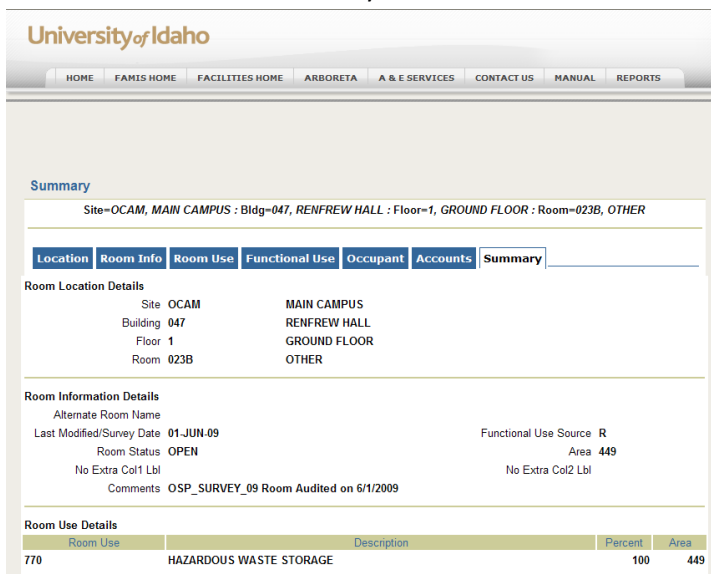 University of Idaho
HOME FAMIS HOME FACILITIES HOME ARBORETA A & E SERVICES CONTACT US MANUAL REPORTS
Summary
Site=OCAM, MAIN CAMPUS : Bldg=047, RENFREW HALL : Floor=1, GROUND FLOOR : Room=023B, OTHER
Location Room Info Room Use Functional Use Occupant Accounts Summary
Room Location Details
Site OCAM MAIN CAMPUS
Building 047 RENFREW HALL
Floor 1 GROUND FLOOR
Room 023B OTHER
Room Information Details
Alternate Room Name
Last Modified/Survey Date 01-JUN-09 Functional Use Source R
Room Status OPEN Area 449
No Extra Col1 Lbl No Extra Col2 Lbl
Comments OSP_SURVEY_09 Room Audited on 6/1/2009
Room Use Details
Room Use Description Percent Area
770 HAZARDOUS WASTE STORAGE 100 449